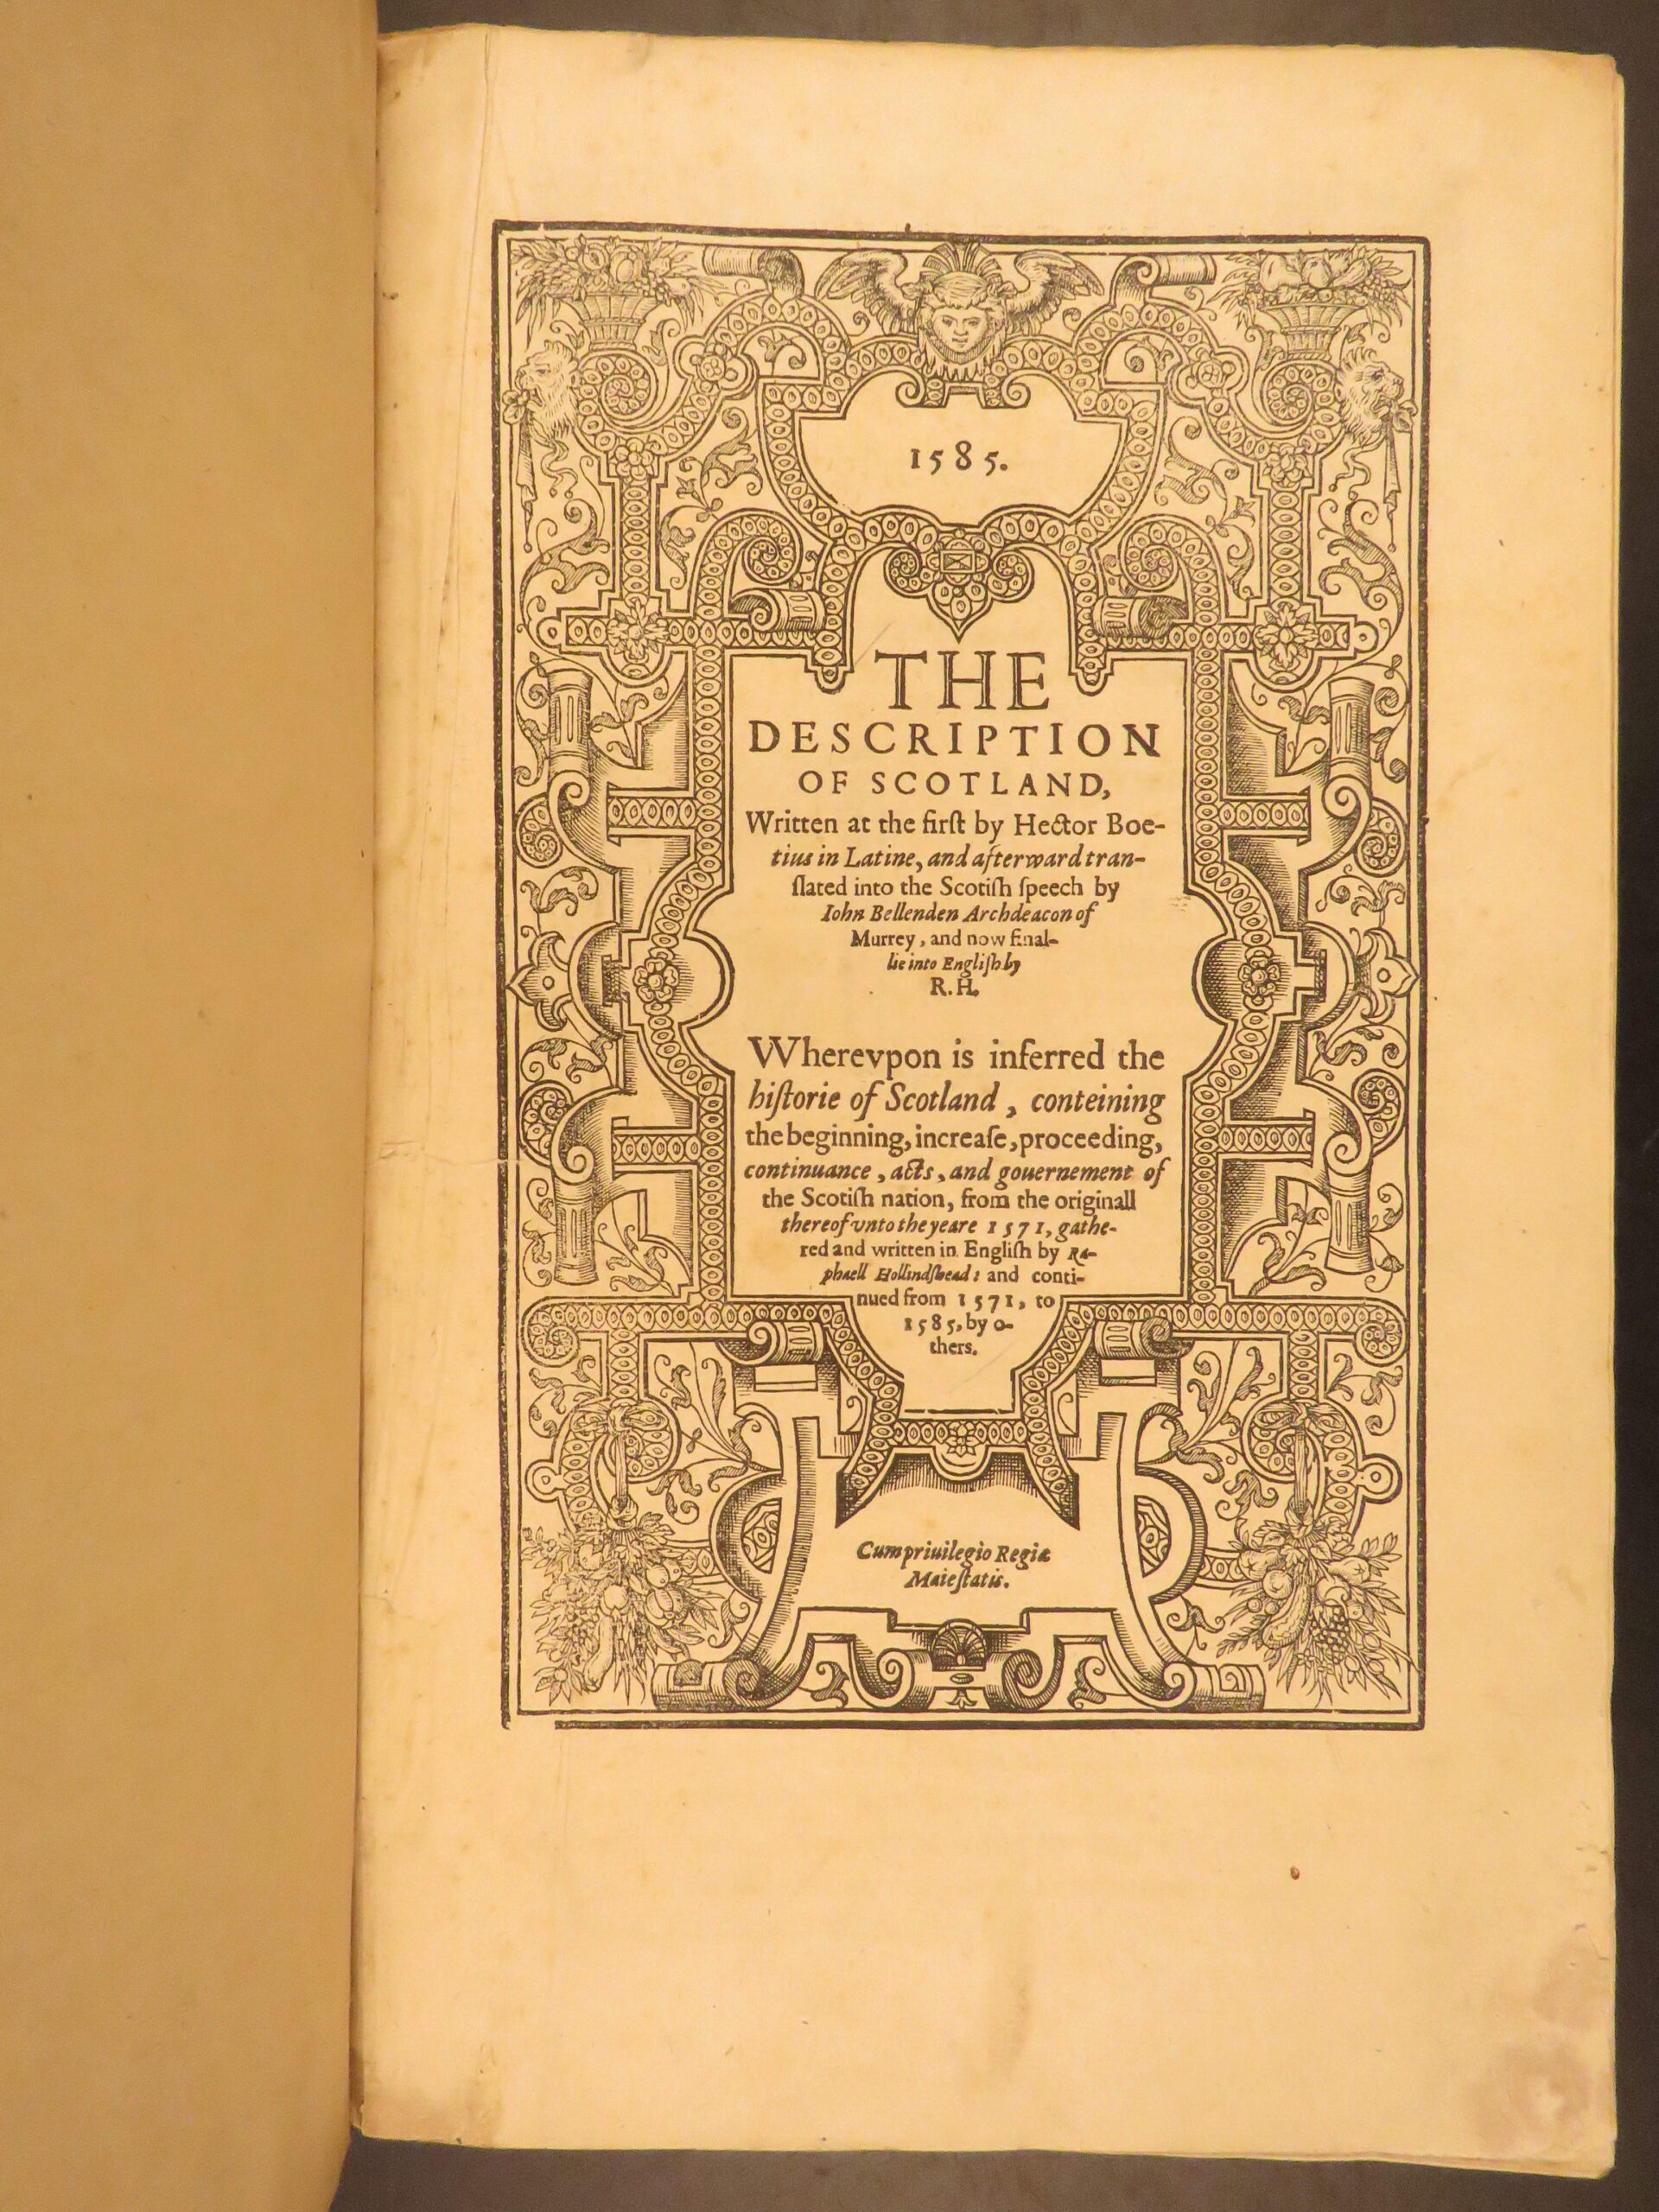 1585.
THE
DESCRIPTION
OF SCOTLAND,
Written at the firſt by Hector Boe-
tius in Latine, and afterward tran-
ſlated into the Scotiſh ſpeech by
Iohn Bellenden Archdeacon of
Murrey, and now final-
lie into Engliſh by
R. H.
Wherevpon is inferred the
hiſtorie of Scotland, conteining
the beginning, increaſe, proceeding,
continuance, acts, and gouernement of
the Scotiſh nation, from the originall
thereof vnto the yeare 1571, gathe-
red and written in Engliſh by Ra-
phaell Hollindſhead: and conti-
nued from 1571, to
1585, by o-
thers.
Cum priuilegio Regiæ
Maieſtatis.